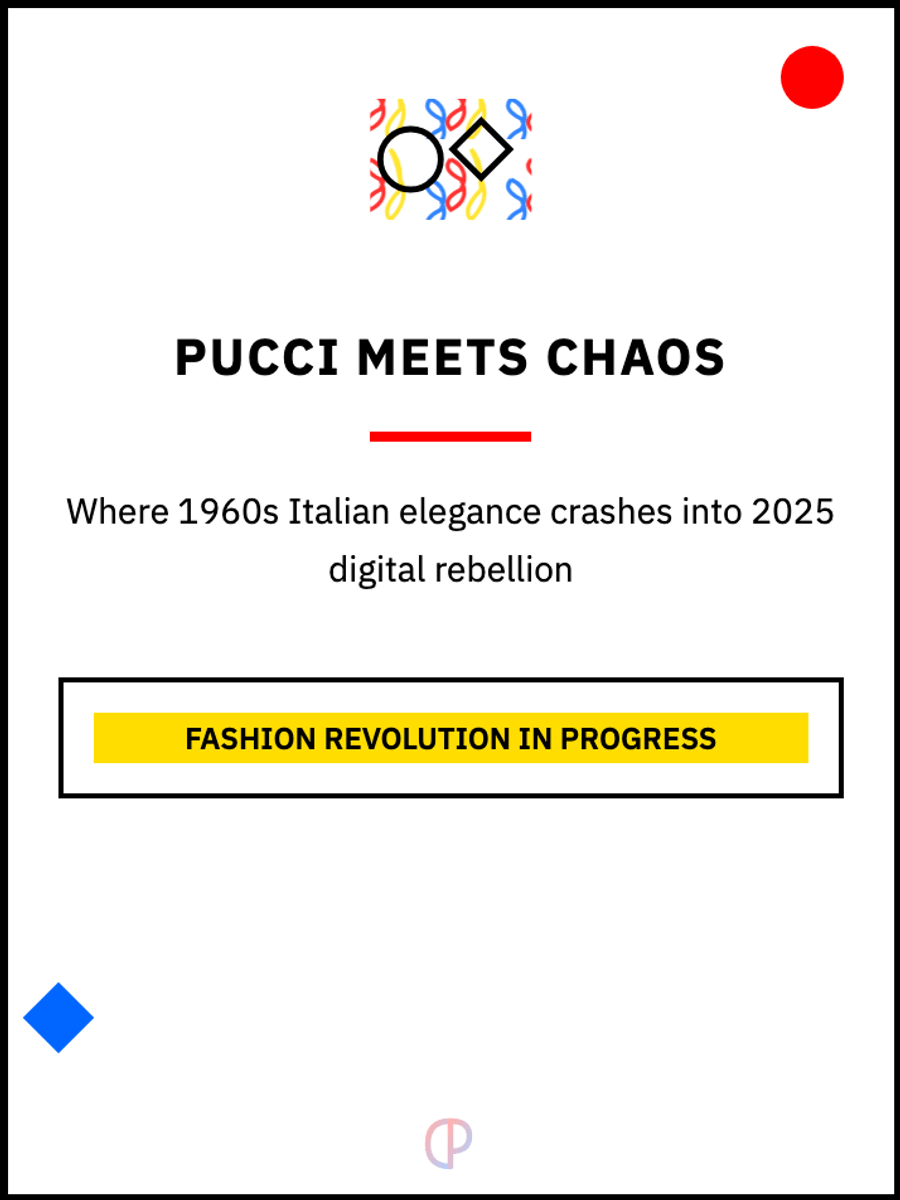 PUCCI MEETS CHAOS
Where 1960s Italian elegance crashes into 2025
digital rebellion
FASHION REVOLUTION IN PROGRESS